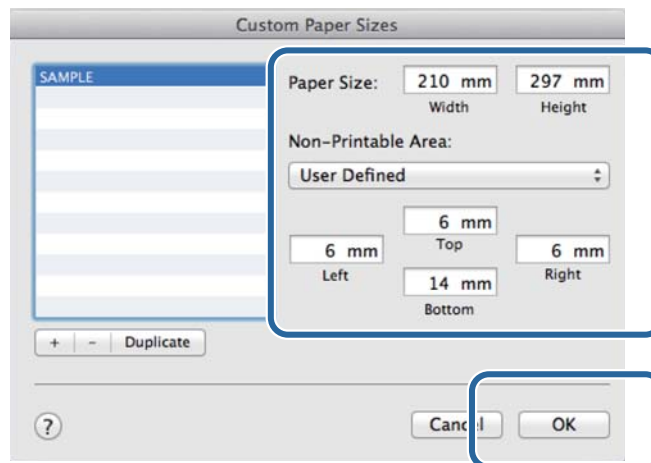 Custom Paper Sizes
SAMPLE
Paper Size: 210 mm 297 mm
Width Height
Non-Printable Area:
User Defined
6 mm
Top
6 mm 6 mm
Left Right
14 mm
Bottom
+ - Duplicate
? Cancel OK